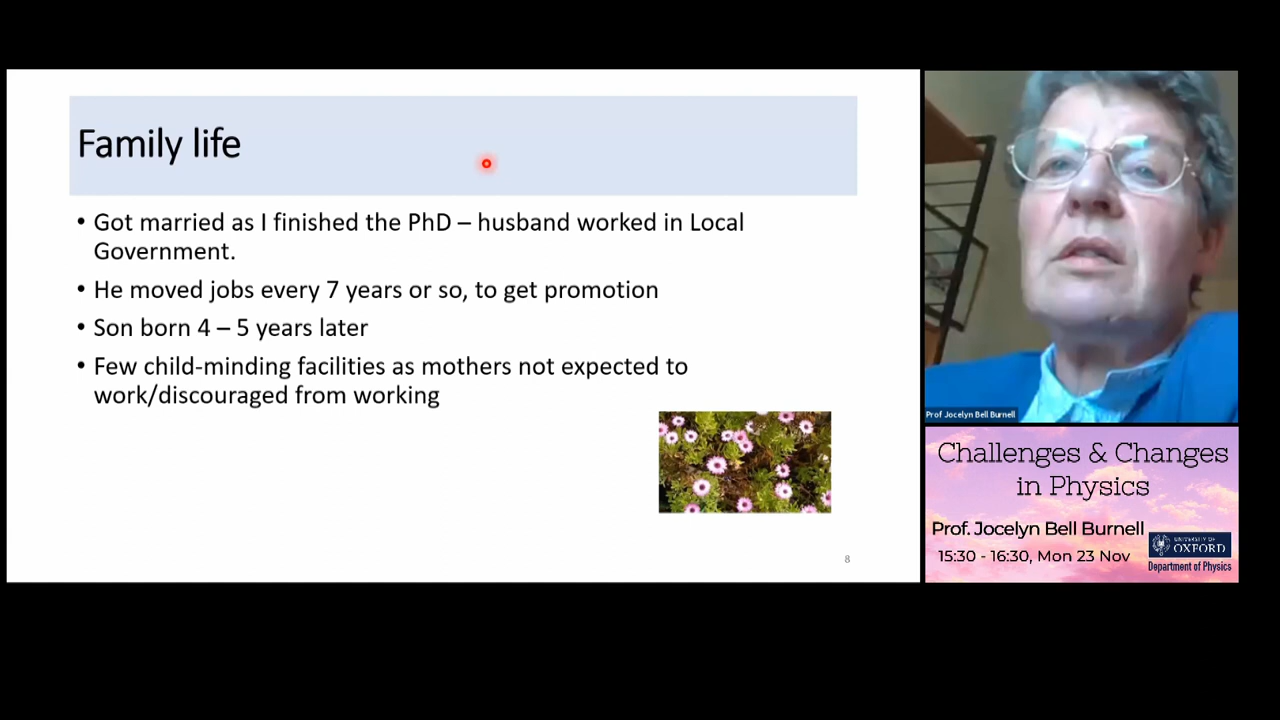 Family life
• Got married as I finished the PhD – husband worked in Local
Government.
• He moved jobs every 7 years or so, to get promotion
• Son born 4 – 5 years later
• Few child-minding facilities as mothers not expected to
work/discouraged from working
8
Prof Jocelyn Bell Burnell
Challenges & Changes
in Physics
Prof. Jocelyn Bell Burnell
15:30 - 16:30, Mon 23 Nov
UNIVERSITY OF
OXFORD
Department of Physics